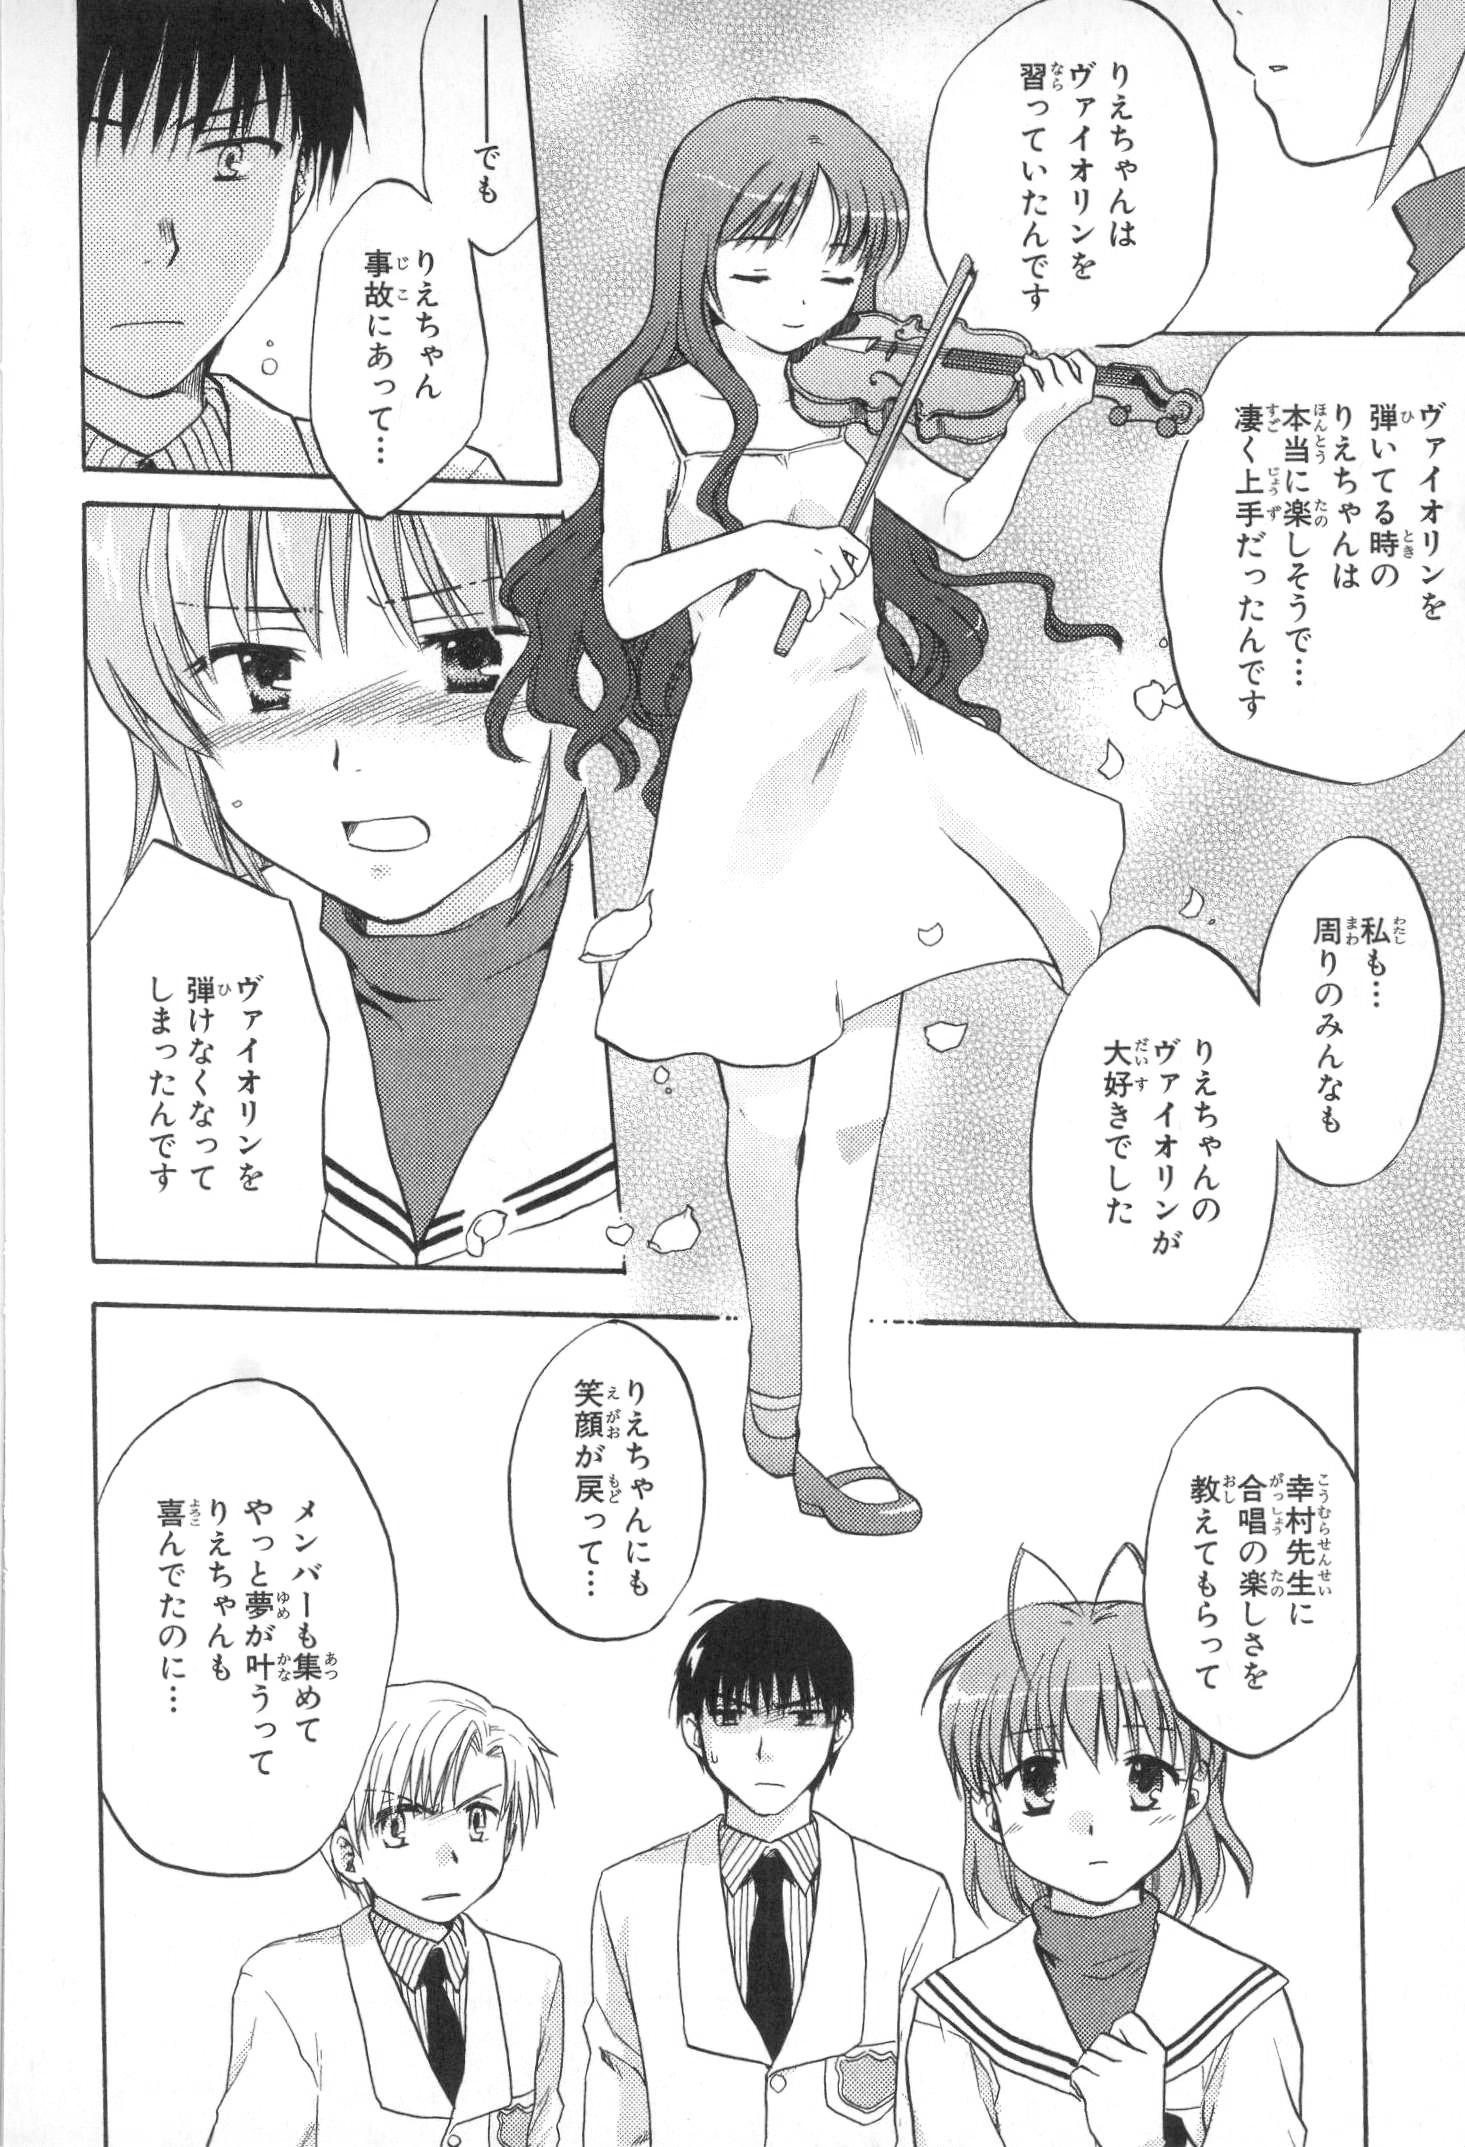 りえちゃんは
ヴァイオリンを
習っていたんです
ヴァイオリンを
弾いてる時の
りえちゃんは
本当に楽しそうで…
凄く上手だったんです
私も…
周りのみんなも
りえちゃんの
ヴァイオリンが
大好きでした
――でも
りえちゃん
事故にあって…
ヴァイオリンを
弾けなくなって
しまったんです
幸村先生に
合唱の楽しさを
教えてもらって
りえちゃんにも
笑顔が戻って…
メンバーも集めて
やっと夢が叶うって
りえちゃんも
喜んでたのに…